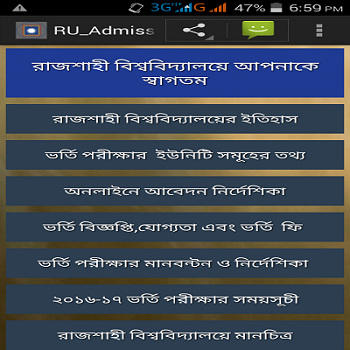 3G 4G 47% 6:59 PM
RU_Admiss
রাজশাহী বিশ্ববিদ্যালয়ে আপনাকে
স্বাগতম
রাজশাহী বিশ্ববিদ্যালয়ের ইতিহাস
ভর্তি পরীক্ষার ইউনিটি সমূহের তথ্য
অনলাইনে আবেদন নির্দেশিকা
ভর্তি বিজ্ঞপ্তি,যোগ্যতা এবং ভর্তি ফি
ভর্তি পরীক্ষার মানবন্টন ও নির্দেশিকা
২০১৬-১৭ ভর্তি পরীক্ষার সময়সূচী
রাজশাহী বিশ্ববিদ্যালয়ে মানচিত্র